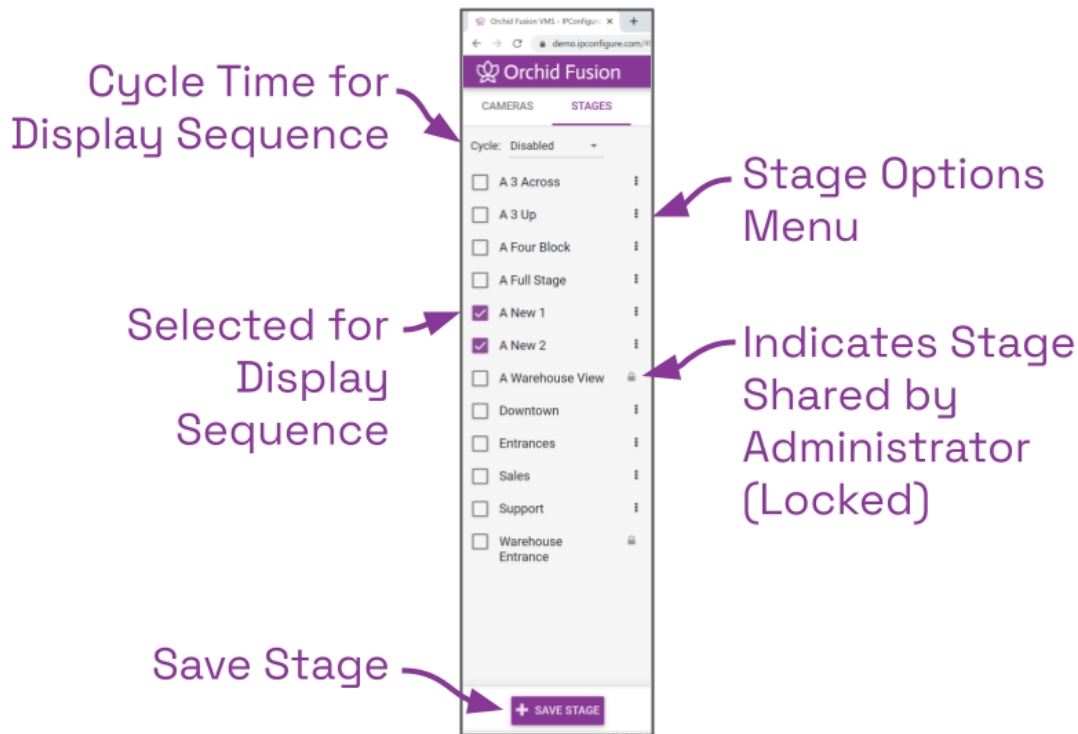 Orchid Fusion VMS - IPConfigure
demo.ipconfigure.com/#
Orchid Fusion
CAMERAS STAGES
Cycle: Disabled
A 3 Across
A 3 Up
A Four Block
A Full Stage
A New 1
A New 2
A Warehouse View
Downtown
Entrances
Sales
Support
Warehouse
Entrance
+ SAVE STAGE
Cycle Time for
Display Sequence
Selected for
Display
Sequence
Save Stage
Stage Options
Menu
Indicates Stage
Shared by
Administrator
(Locked)